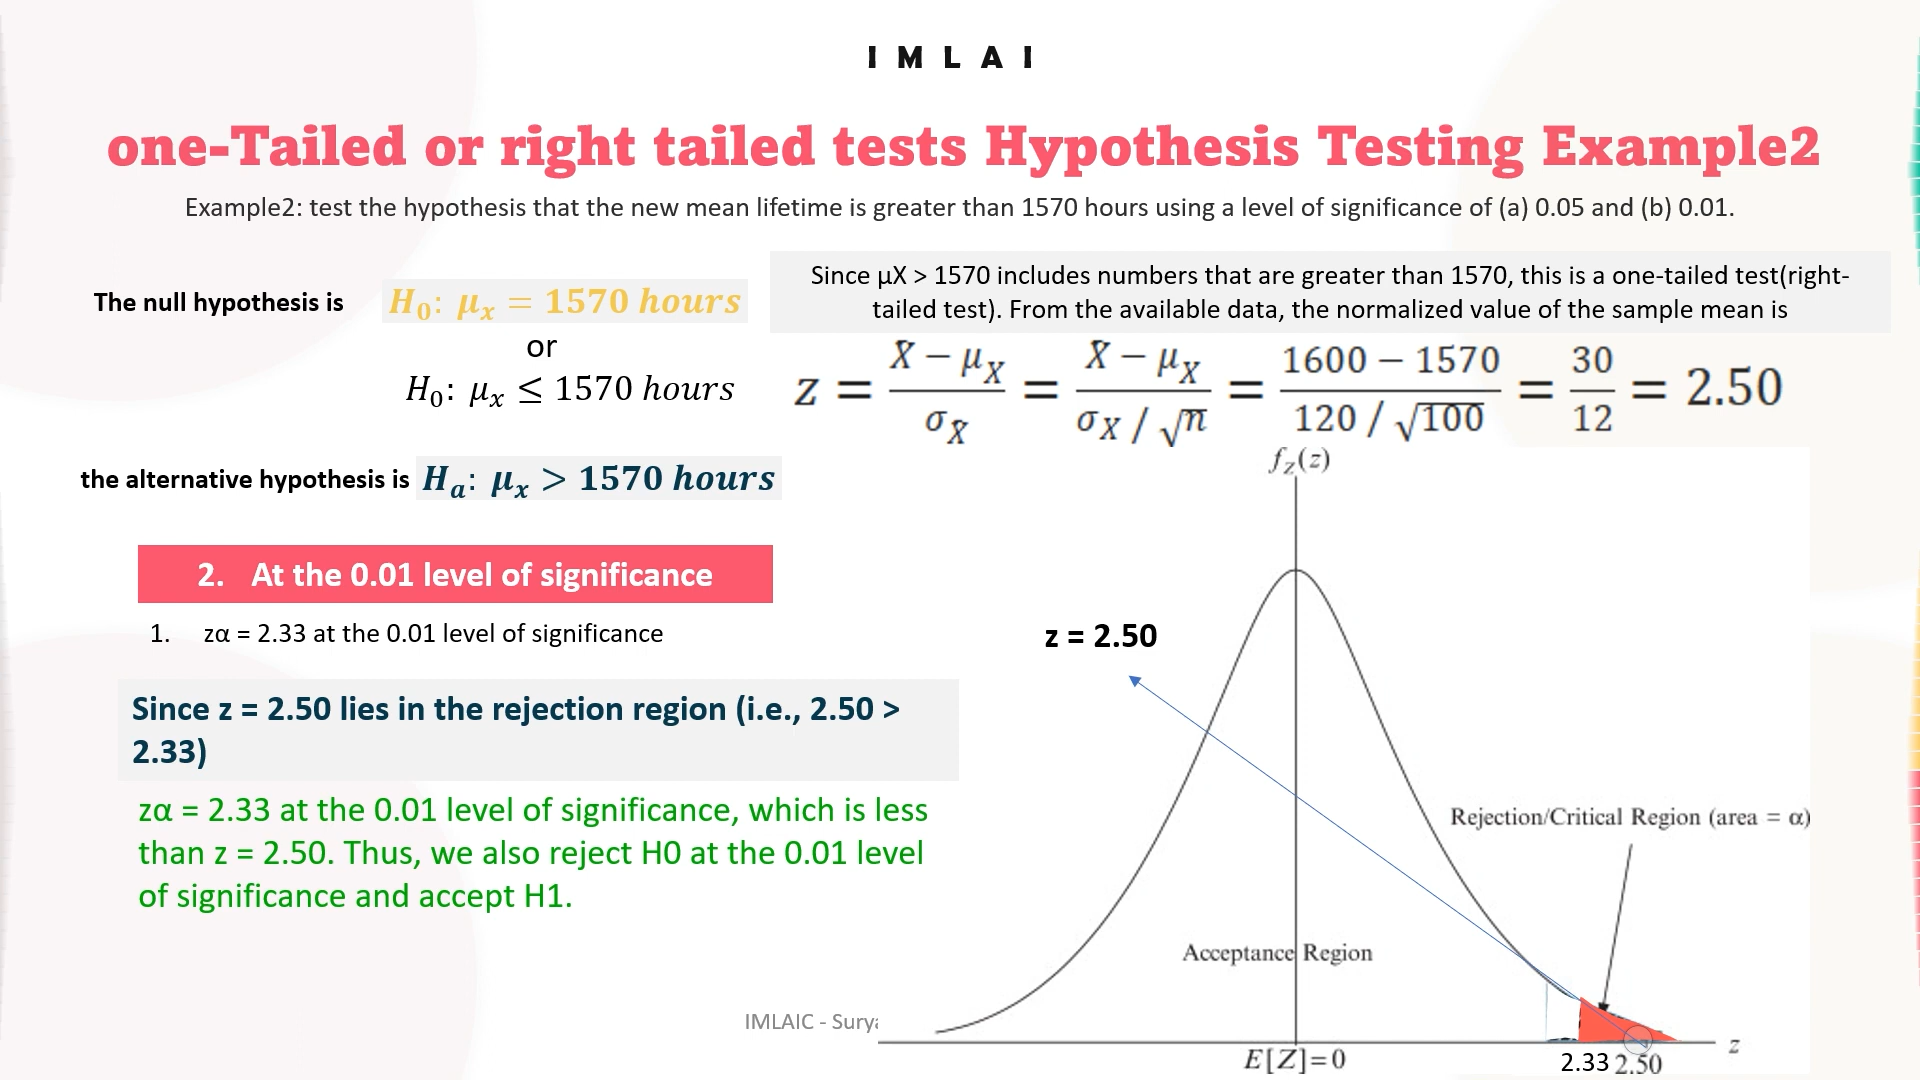 IMLAI
one-Tailed or right tailed tests Hypothesis Testing Example2
Example2: test the hypothesis that the new mean lifetime is greater than 1570 hours using a level of significance of (a) 0.05 and (b) 0.01.
The null hypothesis is H₀: μₓ = 1570 hours
or
H₀: μₓ ≤ 1570 hours
the alternative hypothesis is Hₐ: μₓ > 1570 hours
Since μX > 1570 includes numbers that are greater than 1570, this is a one-tailed test(right-
tailed test). From the available data, the normalized value of the sample mean is
z = (X̄ − μ_X) / σ_X̄ = (X̄ − μ_X) / (σ_X / √n) = (1600 − 1570) / (120 / √100) = 30/12 = 2.50
2. At the 0.01 level of significance
1. zα = 2.33 at the 0.01 level of significance
Since z = 2.50 lies in the rejection region (i.e., 2.50 >
2.33)
zα = 2.33 at the 0.01 level of significance, which is less
than z = 2.50. Thus, we also reject H0 at the 0.01 level
of significance and accept H1.
f_Z(z)
z = 2.50
Rejection/Critical Region (area = α)
Acceptance Region
z
E[Z]=0
2.33 2.50
IMLAIC - Surya